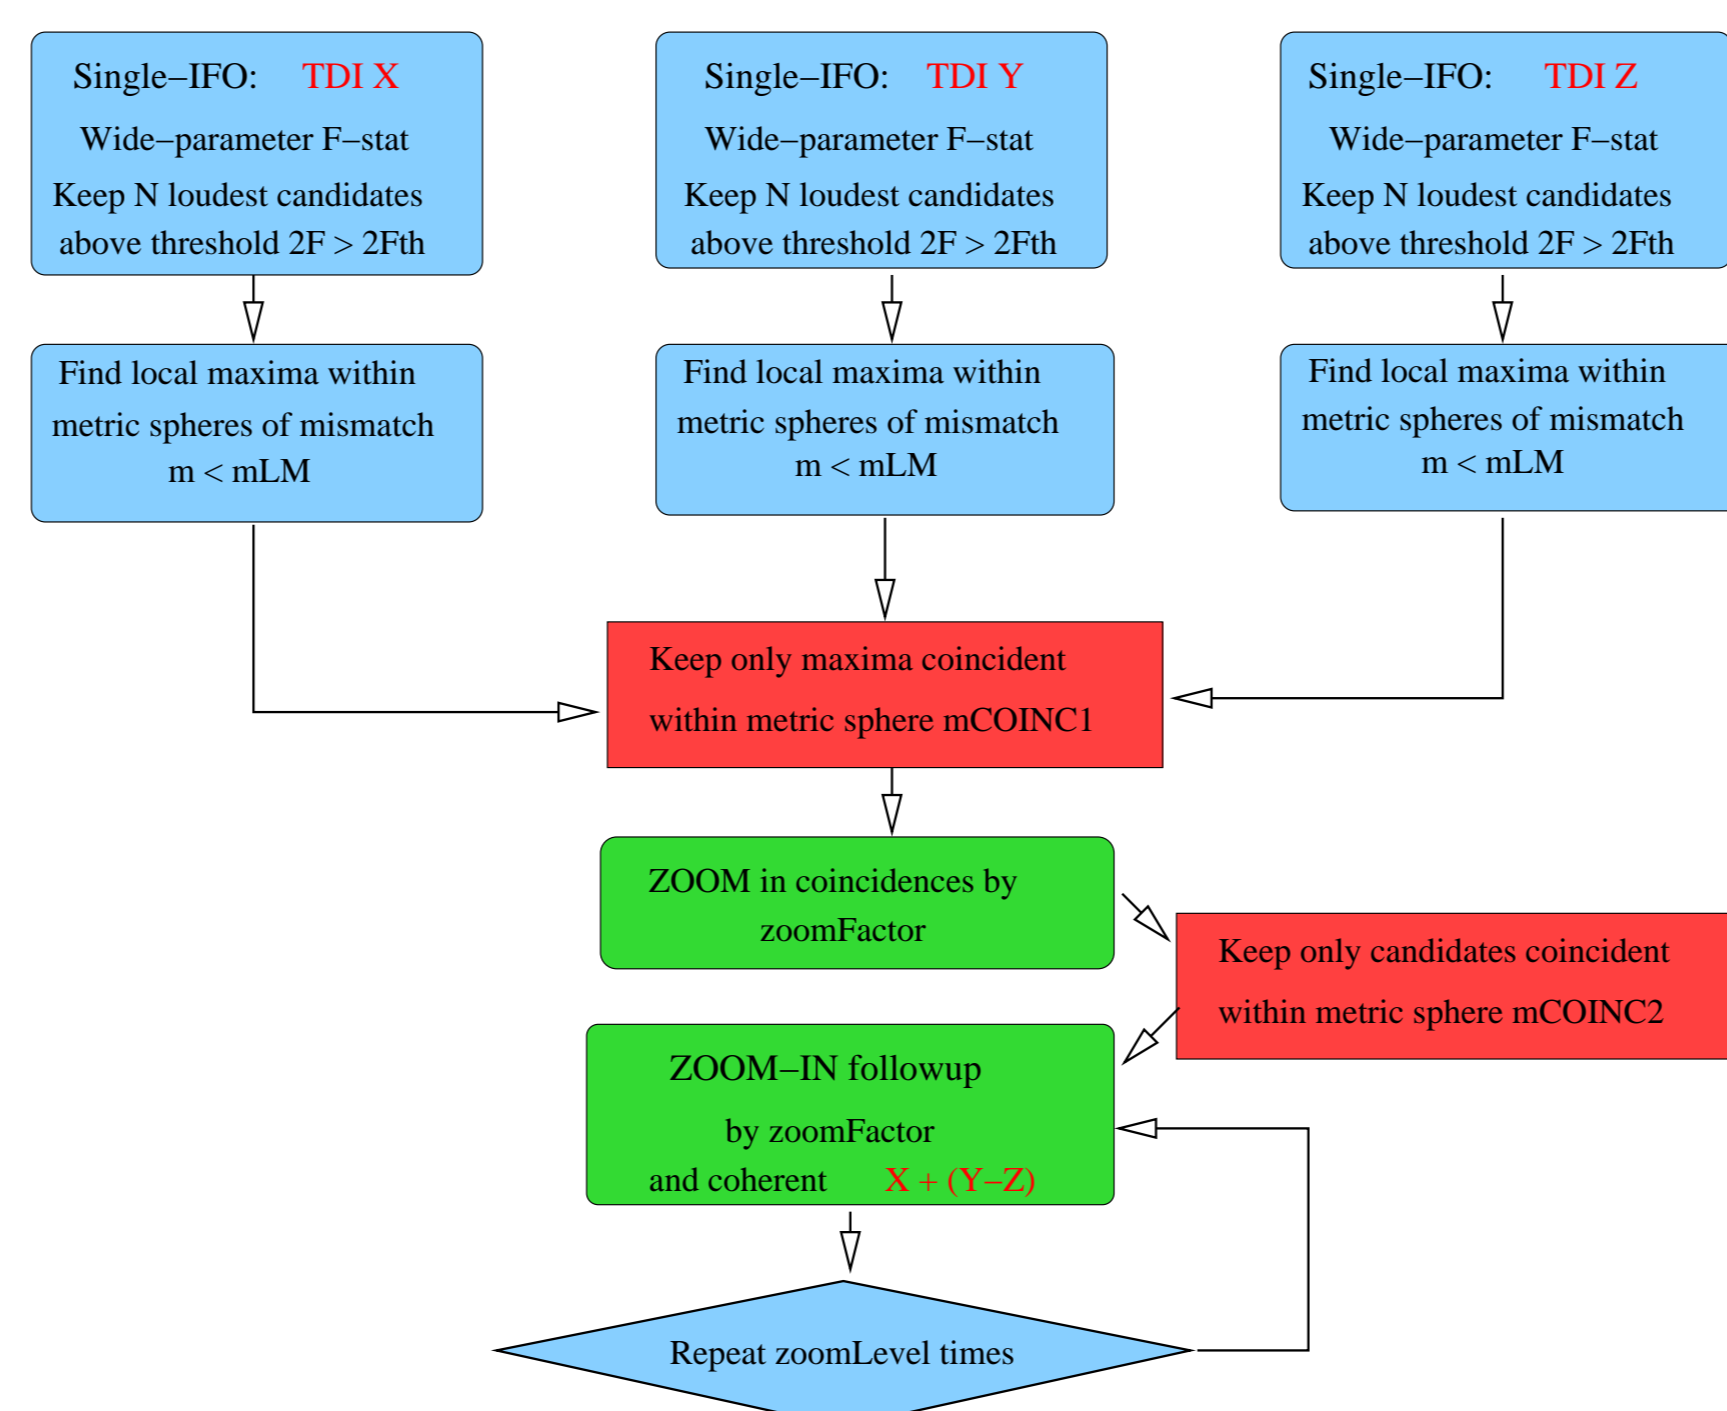 Single−IFO: TDI X
Wide−parameter F−stat
Keep N loudest candidates
above threshold 2F > 2Fth
Single−IFO: TDI Y
Wide−parameter F−stat
Keep N loudest candidates
above threshold 2F > 2Fth
Single−IFO: TDI Z
Wide−parameter F−stat
Keep N loudest candidates
above threshold 2F > 2Fth
Find local maxima within
metric spheres of mismatch
m < mLM
Find local maxima within
metric spheres of mismatch
m < mLM
Find local maxima within
metric spheres of mismatch
m < mLM
Keep only maxima coincident
within metric sphere mCOINC1
ZOOM in coincidences by
zoomFactor
Keep only candidates coincident
within metric sphere mCOINC2
ZOOM−IN followup
by zoomFactor
and coherent X + (Y−Z)
Repeat zoomLevel times